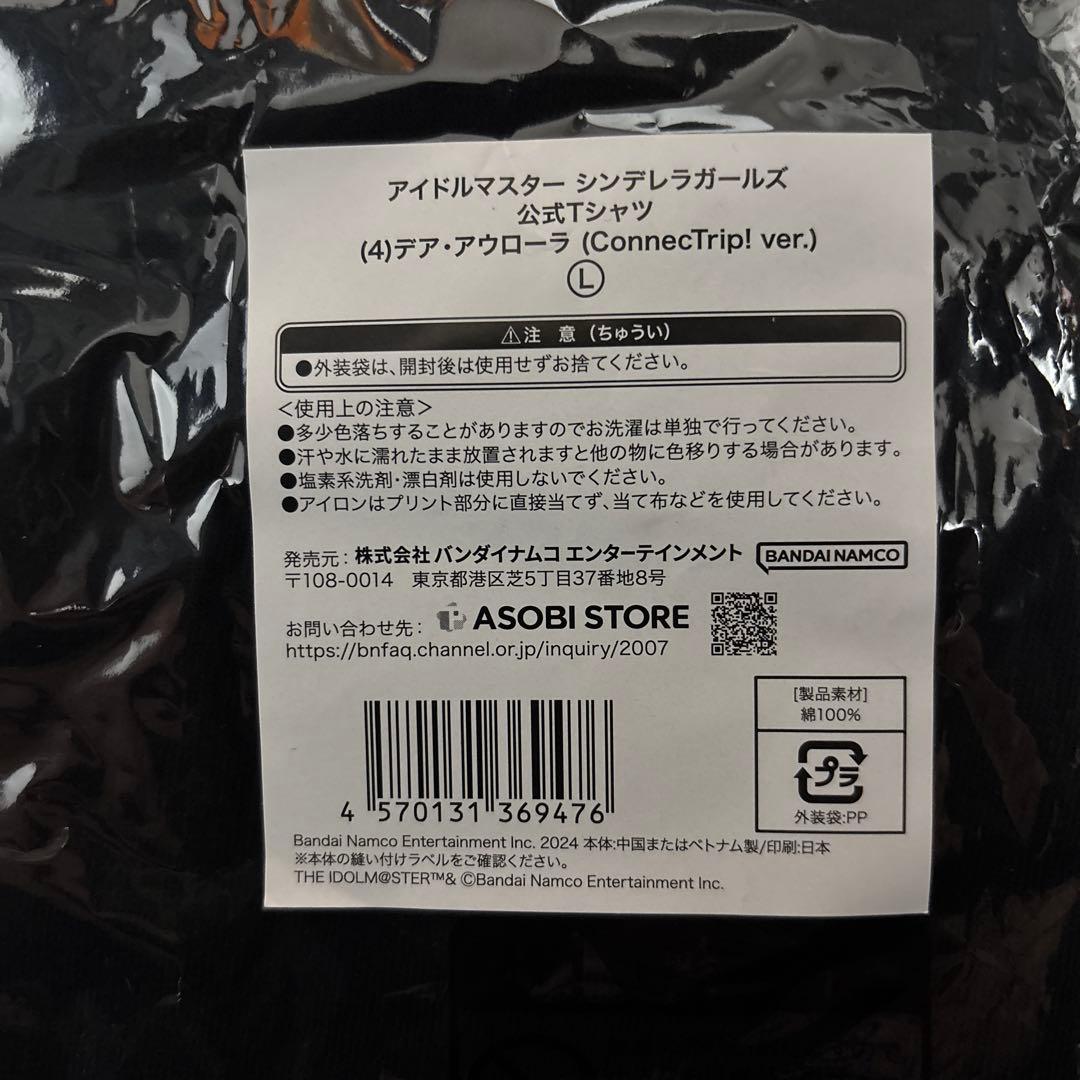 アイドルマスター シンデレラガールズ
公式Tシャツ
(4)デア・アウローラ (ConnecTrip! ver.)
Ⓛ
⚠注 意 (ちゅうい)
●外装袋は、開封後は使用せずお捨てください。
＜使用上の注意＞
●多少色落ちすることがありますのでお洗濯は単独で行ってください。
●汗や水に濡れたまま放置されますと他の物に色移りする場合があります。
●塩素系洗剤・漂白剤は使用しないでください。
●アイロンはプリント部分に直接当てず、当て布などを使用してください。
発売元：株式会社 バンダイナムコ エンターテインメント BANDAI NAMCO
〒108-0014 東京都港区芝5丁目37番地8号
お問い合わせ先： ASOBI STORE
https://bnfaq.channel.or.jp/inquiry/2007
[製品素材]
綿100%
プラ
外装袋:PP
4 570131 369476
Bandai Namco Entertainment Inc. 2024 本体:中国またはベトナム製/印刷:日本
※本体の縫い付けラベルをご確認ください。
THE IDOLM@STER™& ©Bandai Namco Entertainment Inc.